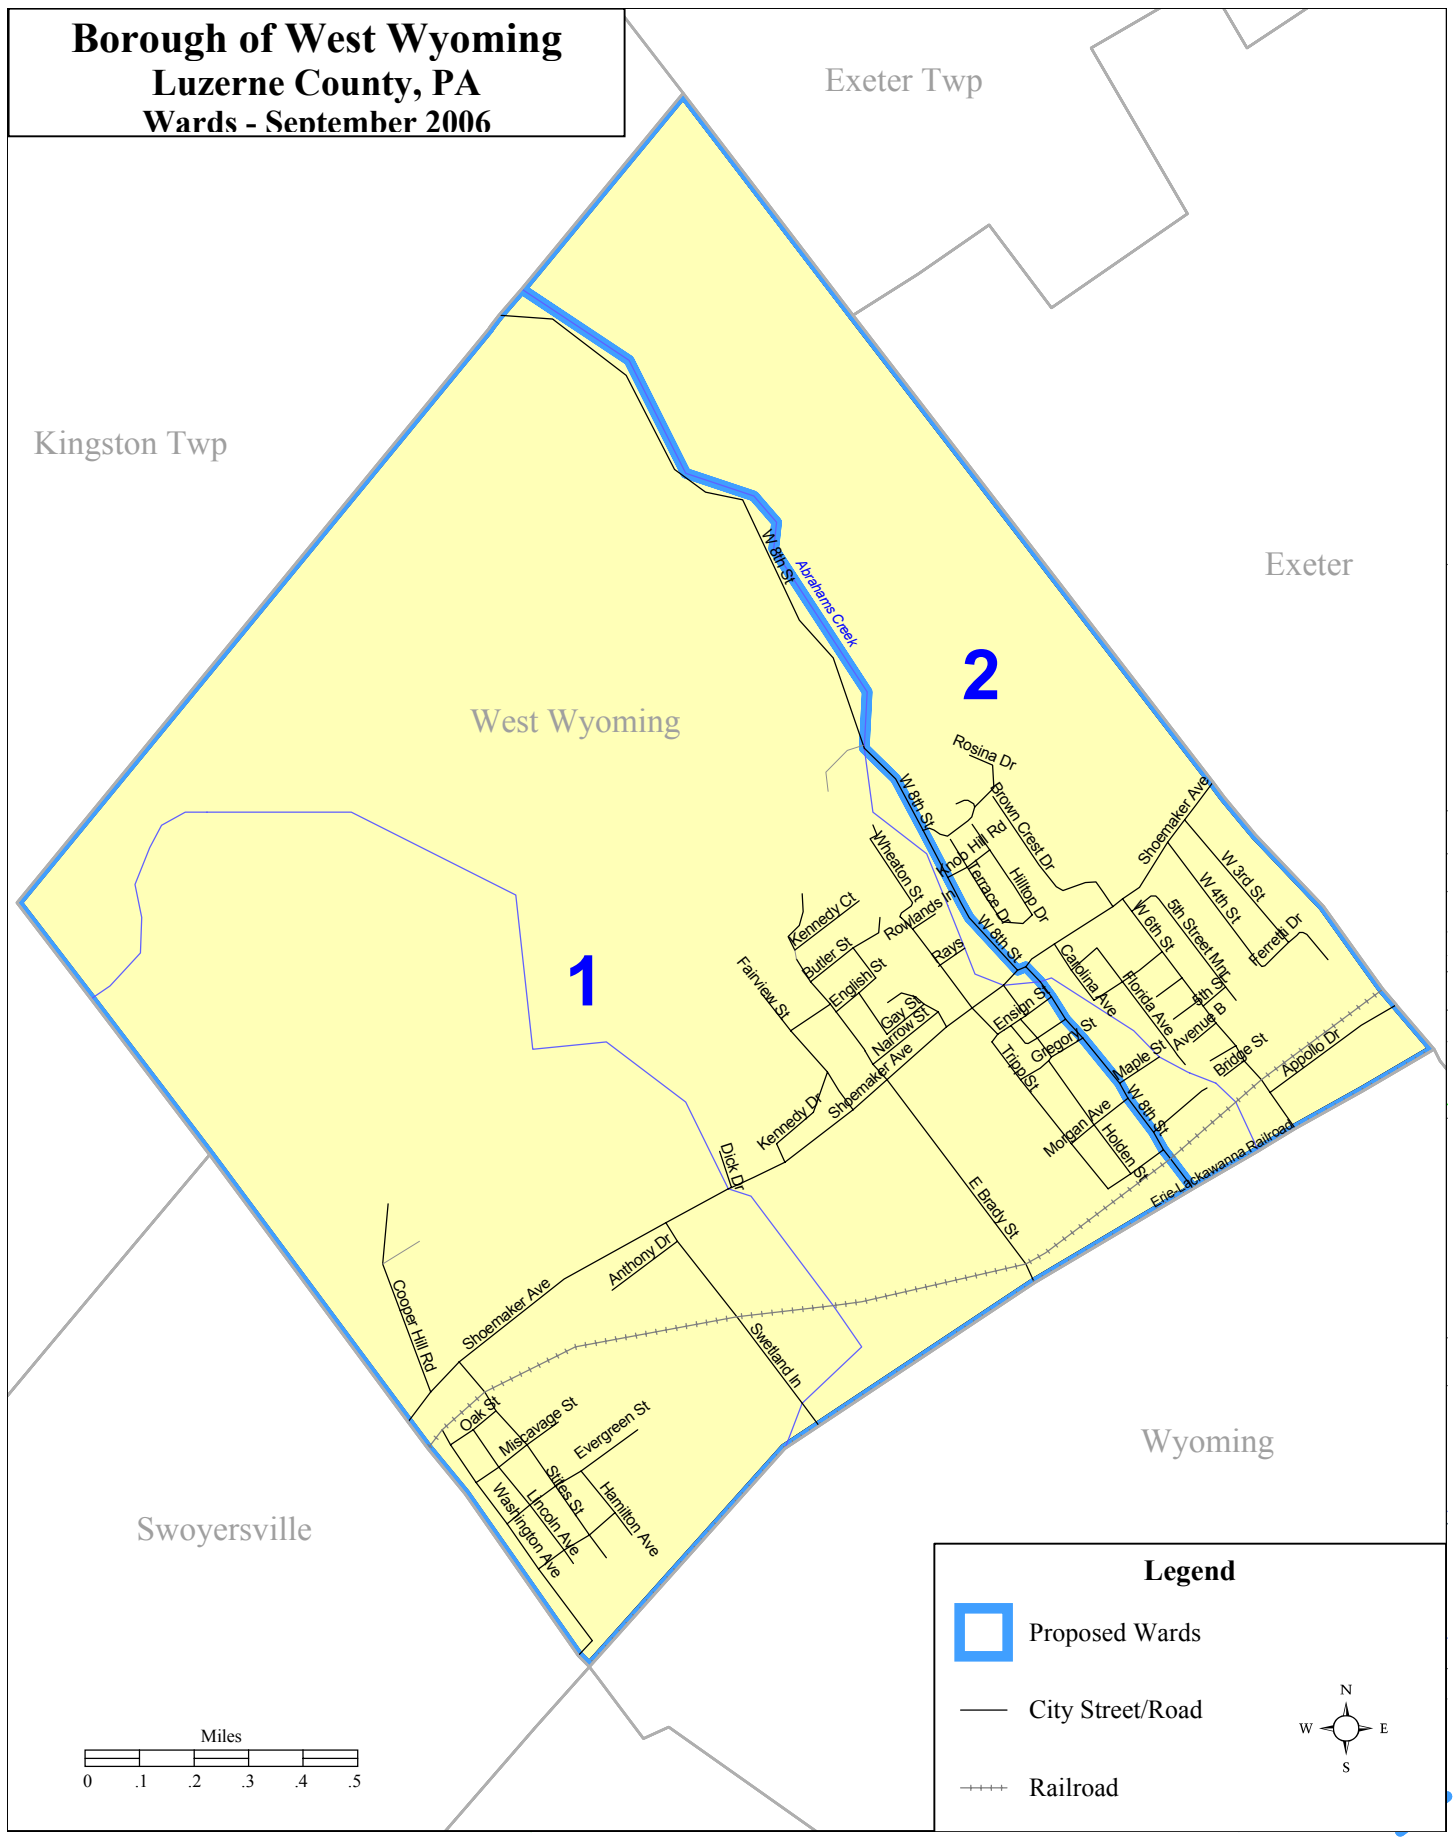 Borough of West Wyoming
Luzerne County, PA
Wards - September 2006
Exeter Twp
Kingston Twp
Exeter
W 8th St
Abrahams Creek
2
West Wyoming
Rosina Dr
W 8th St
Brown Crest Dr
Shoemaker Ave
Knob Hill Rd
Wheaton St
Terrace Dr
Hilltop Dr
W 3rd St
W 4th St
Kennedy Ct
Rowlands ln
W 8th St
W 6th St
5th Street Mnr
Ferretti Dr
Butler St
Rays
Carolina Ave
1
Fairview St
English St
Florida Ave
5th St
Gay St
Ensign St
Avenue B
Narrow St
Gregory St
Maple St
Bridge St
Appollo Dr
Shoemaker Ave
Tripp St
Kennedy Dr
W 8th St
Morgan Ave
Holden St
Dick Dr
Erie-Lackawanna Railroad
E Brady St
Anthony Dr
Cooper Hill Rd
Shoemaker Ave
Swetland ln
Oak St
Miscavage St
Evergreen St
Wyoming
Stites St
Hamilton Ave
Lincoln Ave
Washington Ave
Swoyersville
Legend
Proposed Wards
City Street/Road
Railroad
N
W
E
S
Miles
0 .1 .2 .3 .4 .5